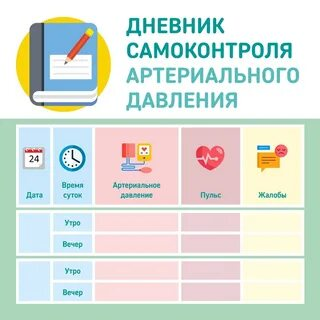 ДНЕВНИК
САМОКОНТРОЛЯ
АРТЕРИАЛЬНОГО
ДАВЛЕНИЯ
24
Дата
Время
суток
Артериальное
давление
Пульс
Жалобы
Утро
Вечер
Утро
Вечер